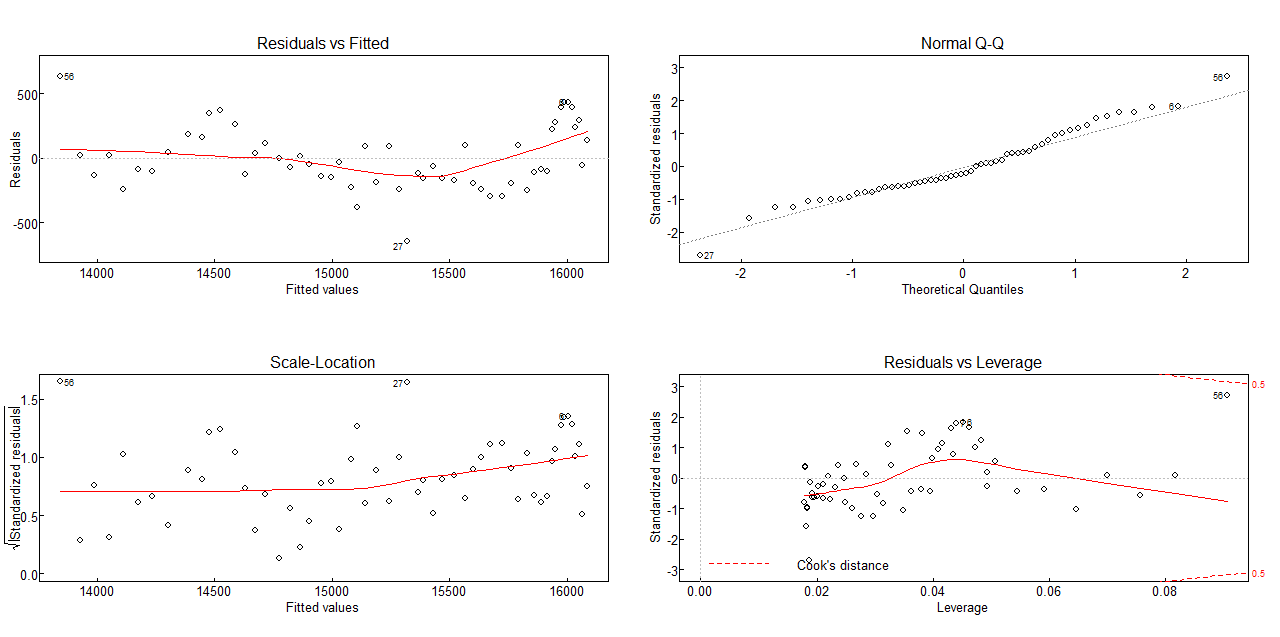 Residuals vs Fitted
Residuals
500
0
-500
56
27
6
14000 14500 15000 15500 16000
Fitted values
Normal Q-Q
Standardized residuals
3
2
1
0
-1
-2
56
6
27
-2 -1 0 1 2
Theoretical Quantiles
Scale-Location
√|Standardized residuals|
1.5
1.0
0.5
0.0
56
27
6
14000 14500 15000 15500 16000
Fitted values
Residuals vs Leverage
Standardized residuals
3
2
1
0
-1
-2
-3
0.5
56
6
Cook's distance
0.5
0.00 0.02 0.04 0.06 0.08
Leverage